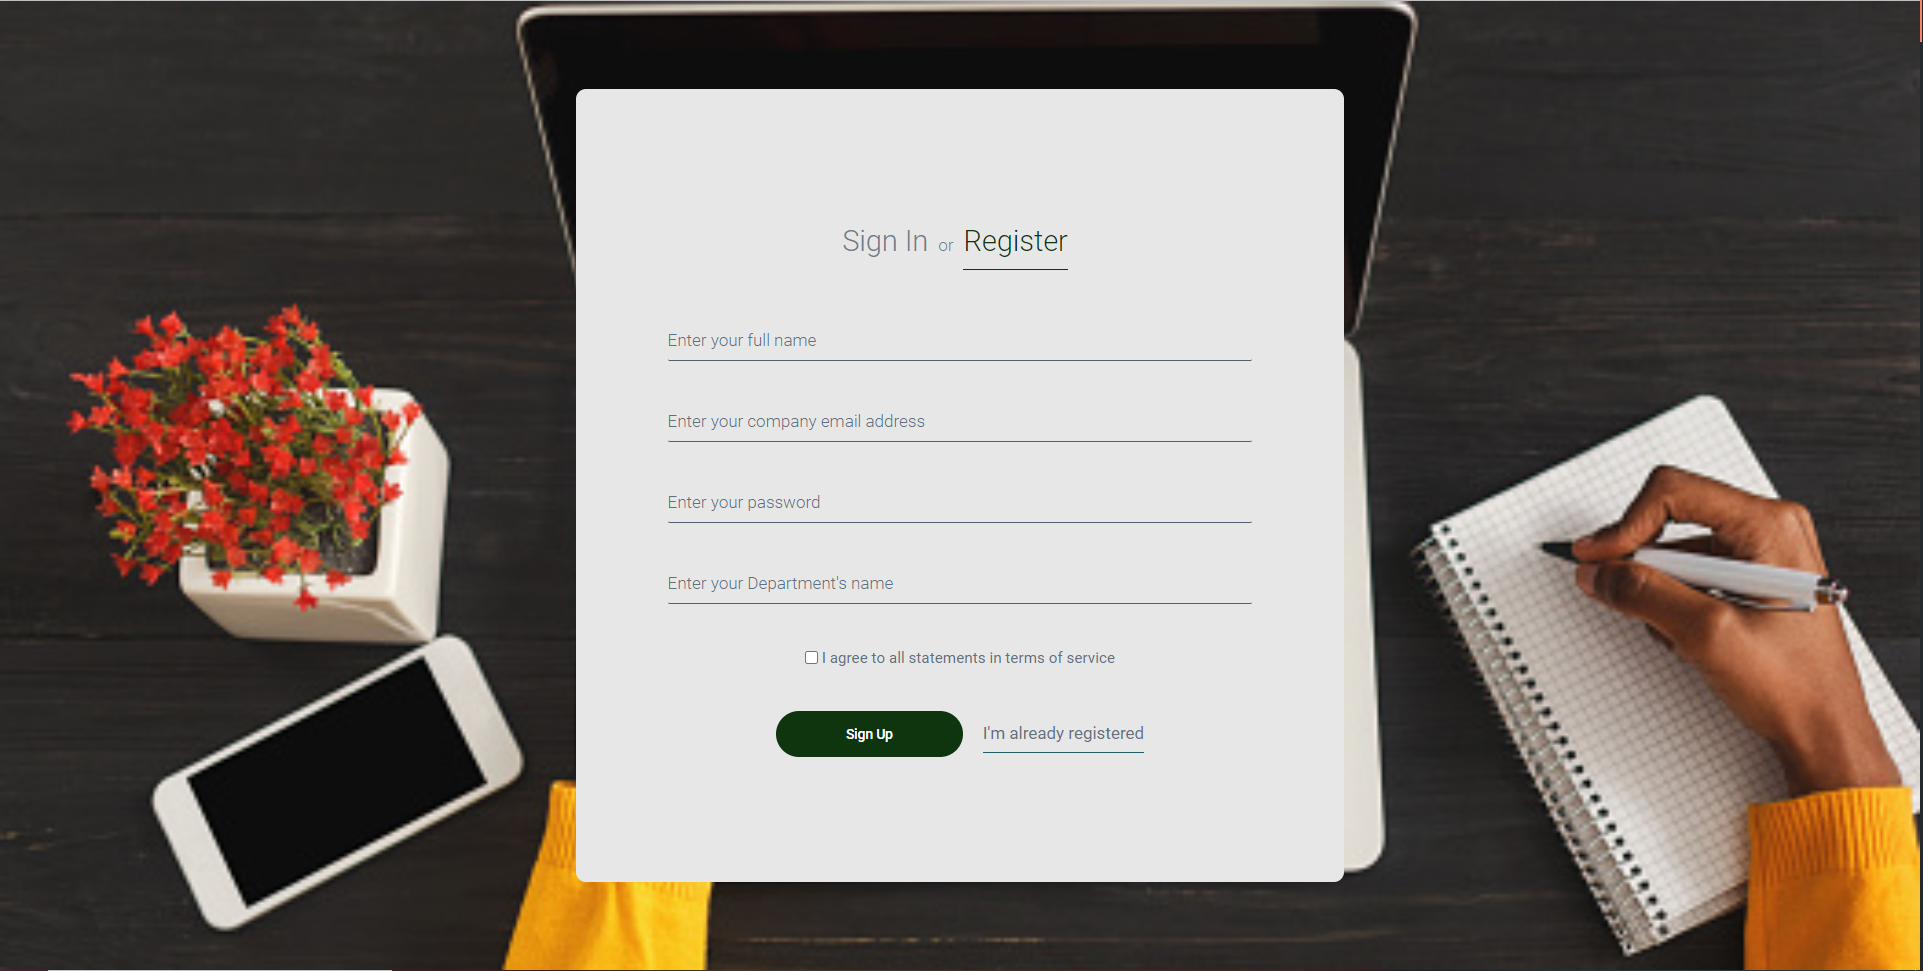 Sign In or Register
Enter your full name
Enter your company email address
Enter your password
Enter your Department's name
I agree to all statements in terms of service
Sign Up I'm already registered